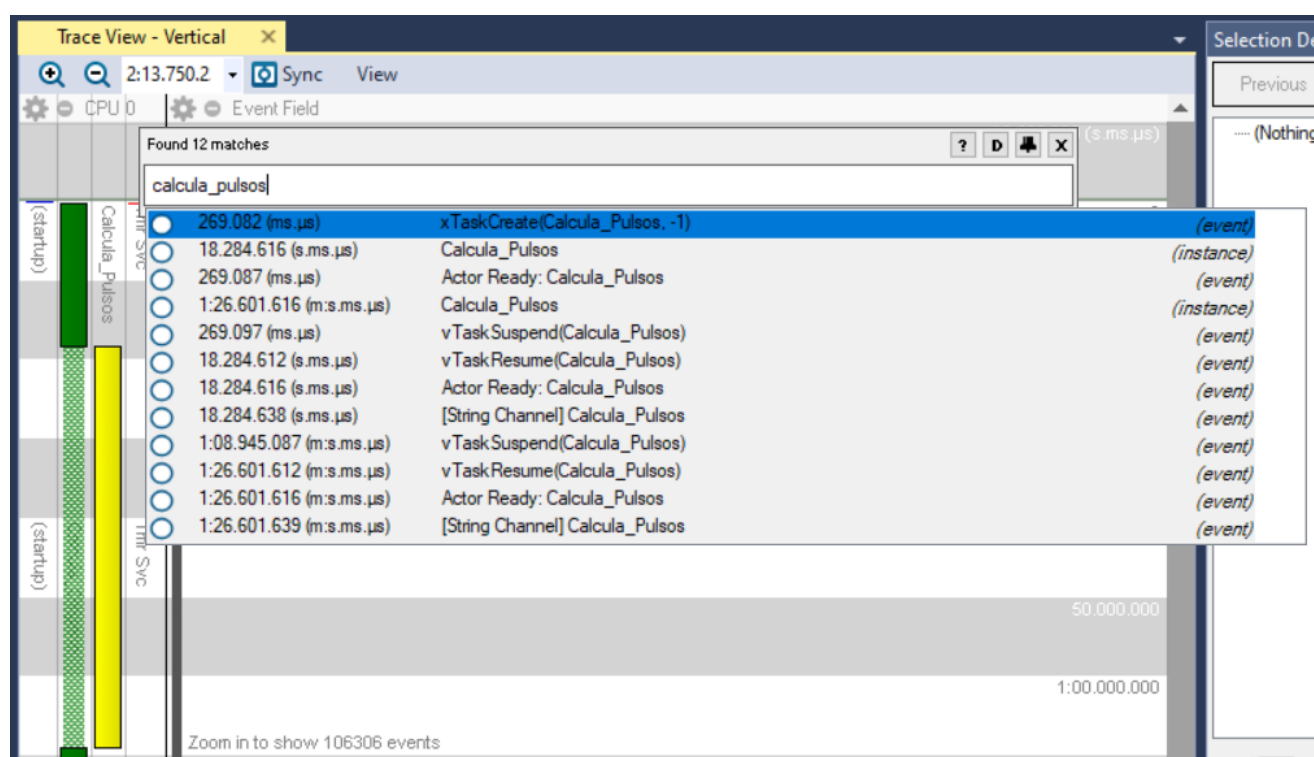 Trace View - Vertical ×
Selection De
2:13.750.2 Sync View
Previous
CPU 0 Event Field
(s.ms.µs)
(Nothing
Found 12 matches ? D X
calcula_pulsos
269.082 (ms.µs) xTaskCreate(Calcula_Pulsos, -1) (event)
18.284.616 (s.ms.µs) Calcula_Pulsos (instance)
269.087 (ms.µs) Actor Ready: Calcula_Pulsos (event)
1:26.601.616 (m:s.ms.µs) Calcula_Pulsos (instance)
269.097 (ms.µs) vTaskSuspend(Calcula_Pulsos) (event)
18.284.612 (s.ms.µs) vTaskResume(Calcula_Pulsos) (event)
18.284.616 (s.ms.µs) Actor Ready: Calcula_Pulsos (event)
18.284.638 (s.ms.µs) [String Channel] Calcula_Pulsos (event)
1:08.945.087 (m:s.ms.µs) vTaskSuspend(Calcula_Pulsos) (event)
1:26.601.612 (m:s.ms.µs) vTaskResume(Calcula_Pulsos) (event)
1:26.601.616 (m:s.ms.µs) Actor Ready: Calcula_Pulsos (event)
1:26.601.639 (m:s.ms.µs) [String Channel] Calcula_Pulsos (event)
(startup)
Calcula_Pulsos
Tmr Svc
(startup)
Tmr Svc
50.000.000
1:00.000.000
Zoom in to show 106306 events